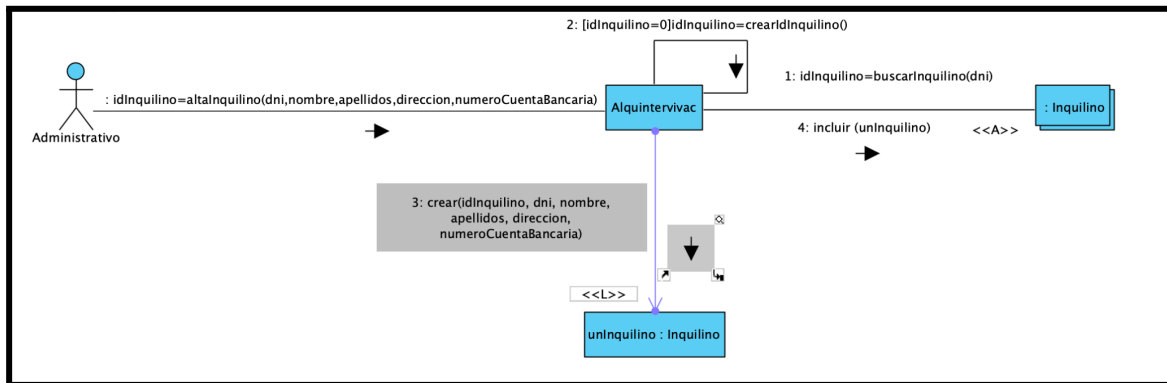 2: [idInquilino=0]idInquilino=crearIdInquilino()
1: idInquilino=buscarInquilino(dni)
: idInquilino=altaInquilino(dni,nombre,apellidos,direccion,numeroCuentaBancaria)
Alquintervivac
: Inquilino
Administrativo
4: incluir (unInquilino)
<<A>>
3: crear(idInquilino, dni, nombre,
apellidos, direccion,
numeroCuentaBancaria)
<<L>>
unInquilino : Inquilino